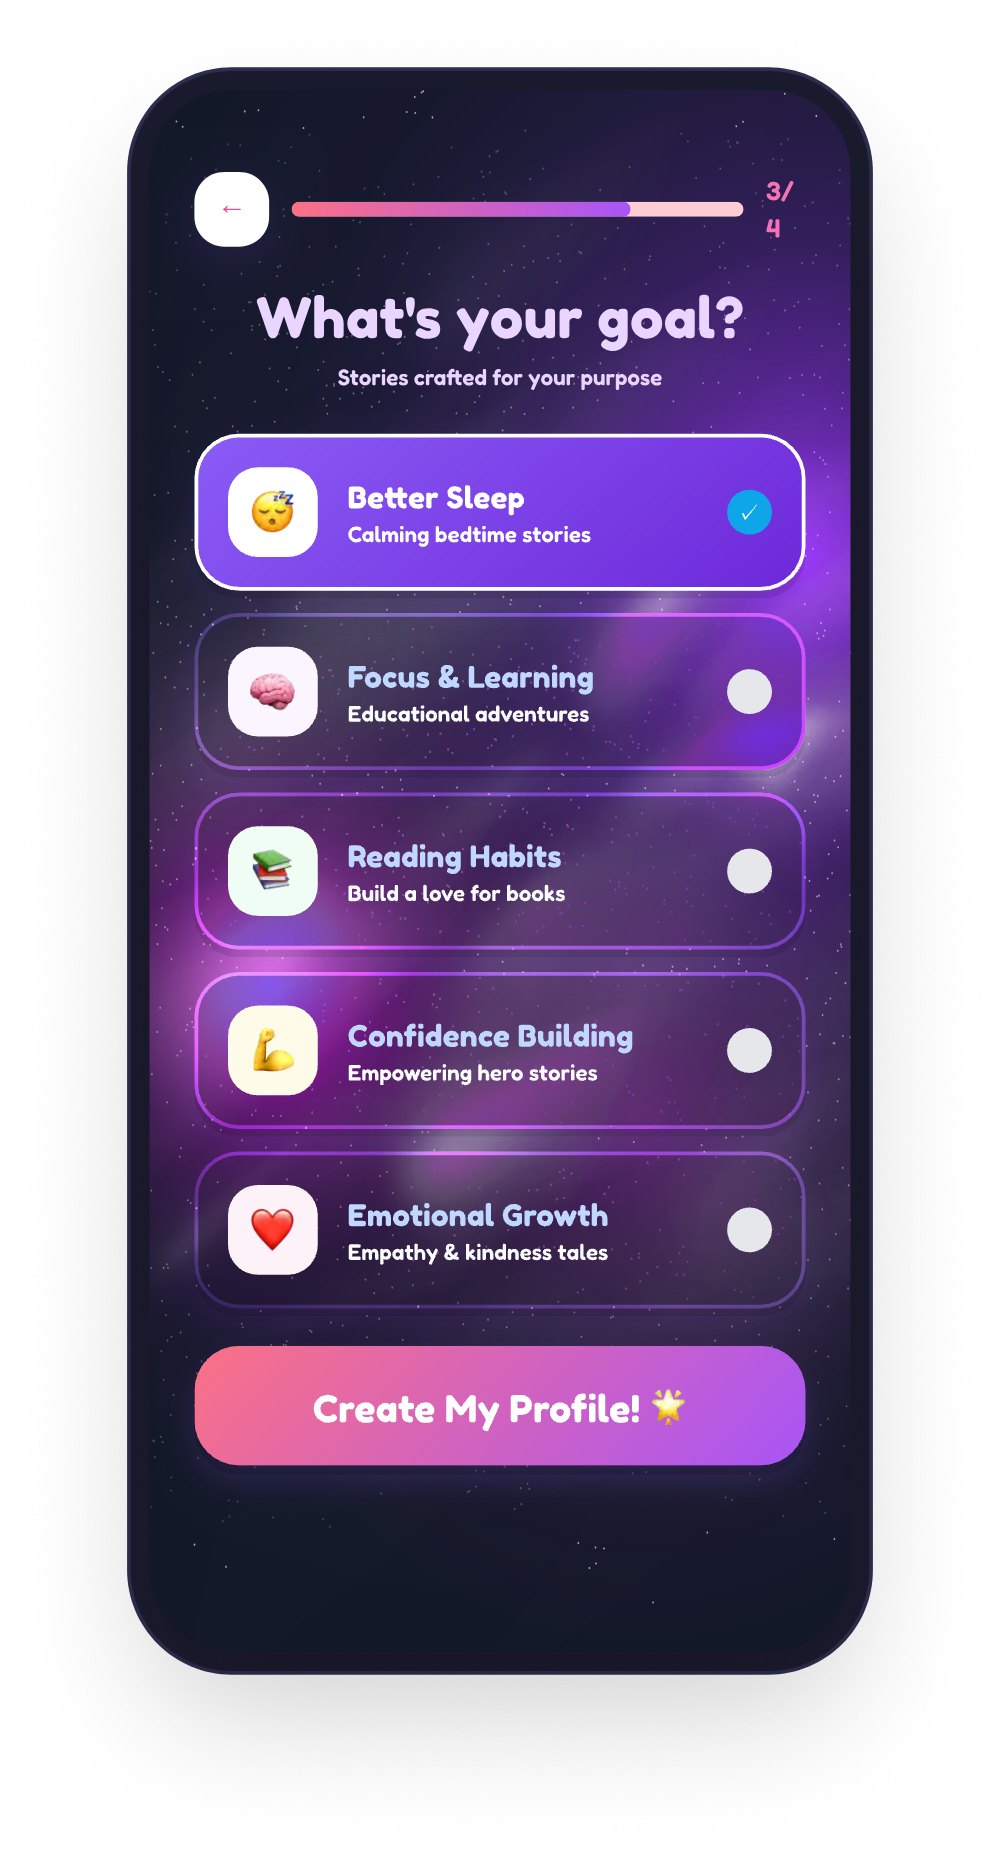 ←
3/
4
What's your goal?
Stories crafted for your purpose
Better Sleep
Calming bedtime stories
✓
Focus & Learning
Educational adventures
Reading Habits
Build a love for books
Confidence Building
Empowering hero stories
Emotional Growth
Empathy & kindness tales
Create My Profile! 🌟